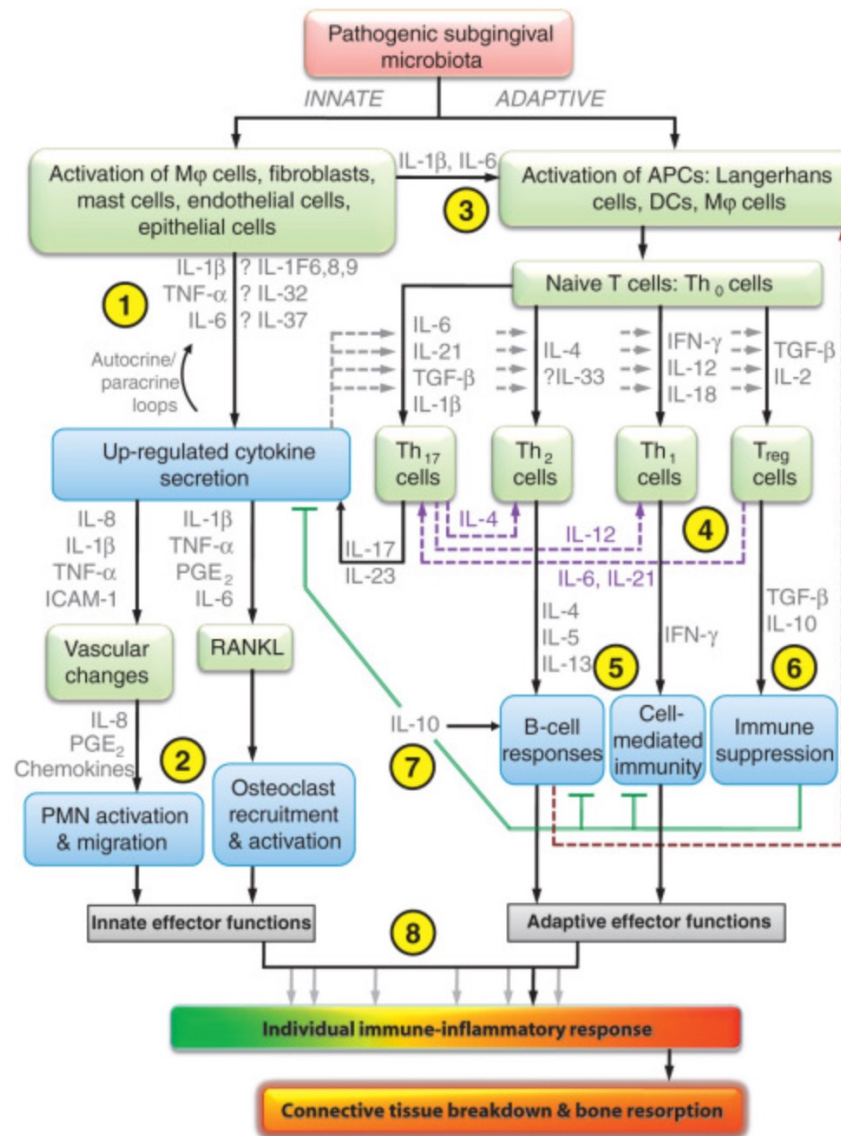 Pathogenic subgingival
microbiota
INNATE
ADAPTIVE
Activation of Mφ cells, fibroblasts,
mast cells, endothelial cells,
epithelial cells
IL-1β, IL-6
3
Activation of APCs: Langerhans
cells, DCs, Mφ cells
1
IL-1β ? IL-1F6,8,9
TNF-α ? IL-32
IL-6 ? IL-37
Autocrine/
paracrine
loops
Naive T cells: Th0 cells
IL-6
IL-21
TGF-β
IL-1β
IL-4
?IL-33
IFN-γ
IL-12
IL-18
TGF-β
IL-2
Up-regulated cytokine
secretion
Th17
cells
Th2
cells
Th1
cells
Treg
cells
4
IL-4
IL-12
IL-6, IL-21
IL-17
IL-23
IL-8
IL-1β
TNF-α
ICAM-1
IL-1β
TNF-α
PGE2
IL-6
Vascular
changes
RANKL
IL-4
IL-5
IL-13
5
IFN-γ
TGF-β
IL-10
6
IL-8
PGE2
Chemokines
2
IL-10
7
B-cell
responses
Cell-
mediated
immunity
Immune
suppression
PMN activation
& migration
Osteoclast
recruitment
& activation
Innate effector functions
8
Adaptive effector functions
Individual immune-inflammatory response
Connective tissue breakdown & bone resorption